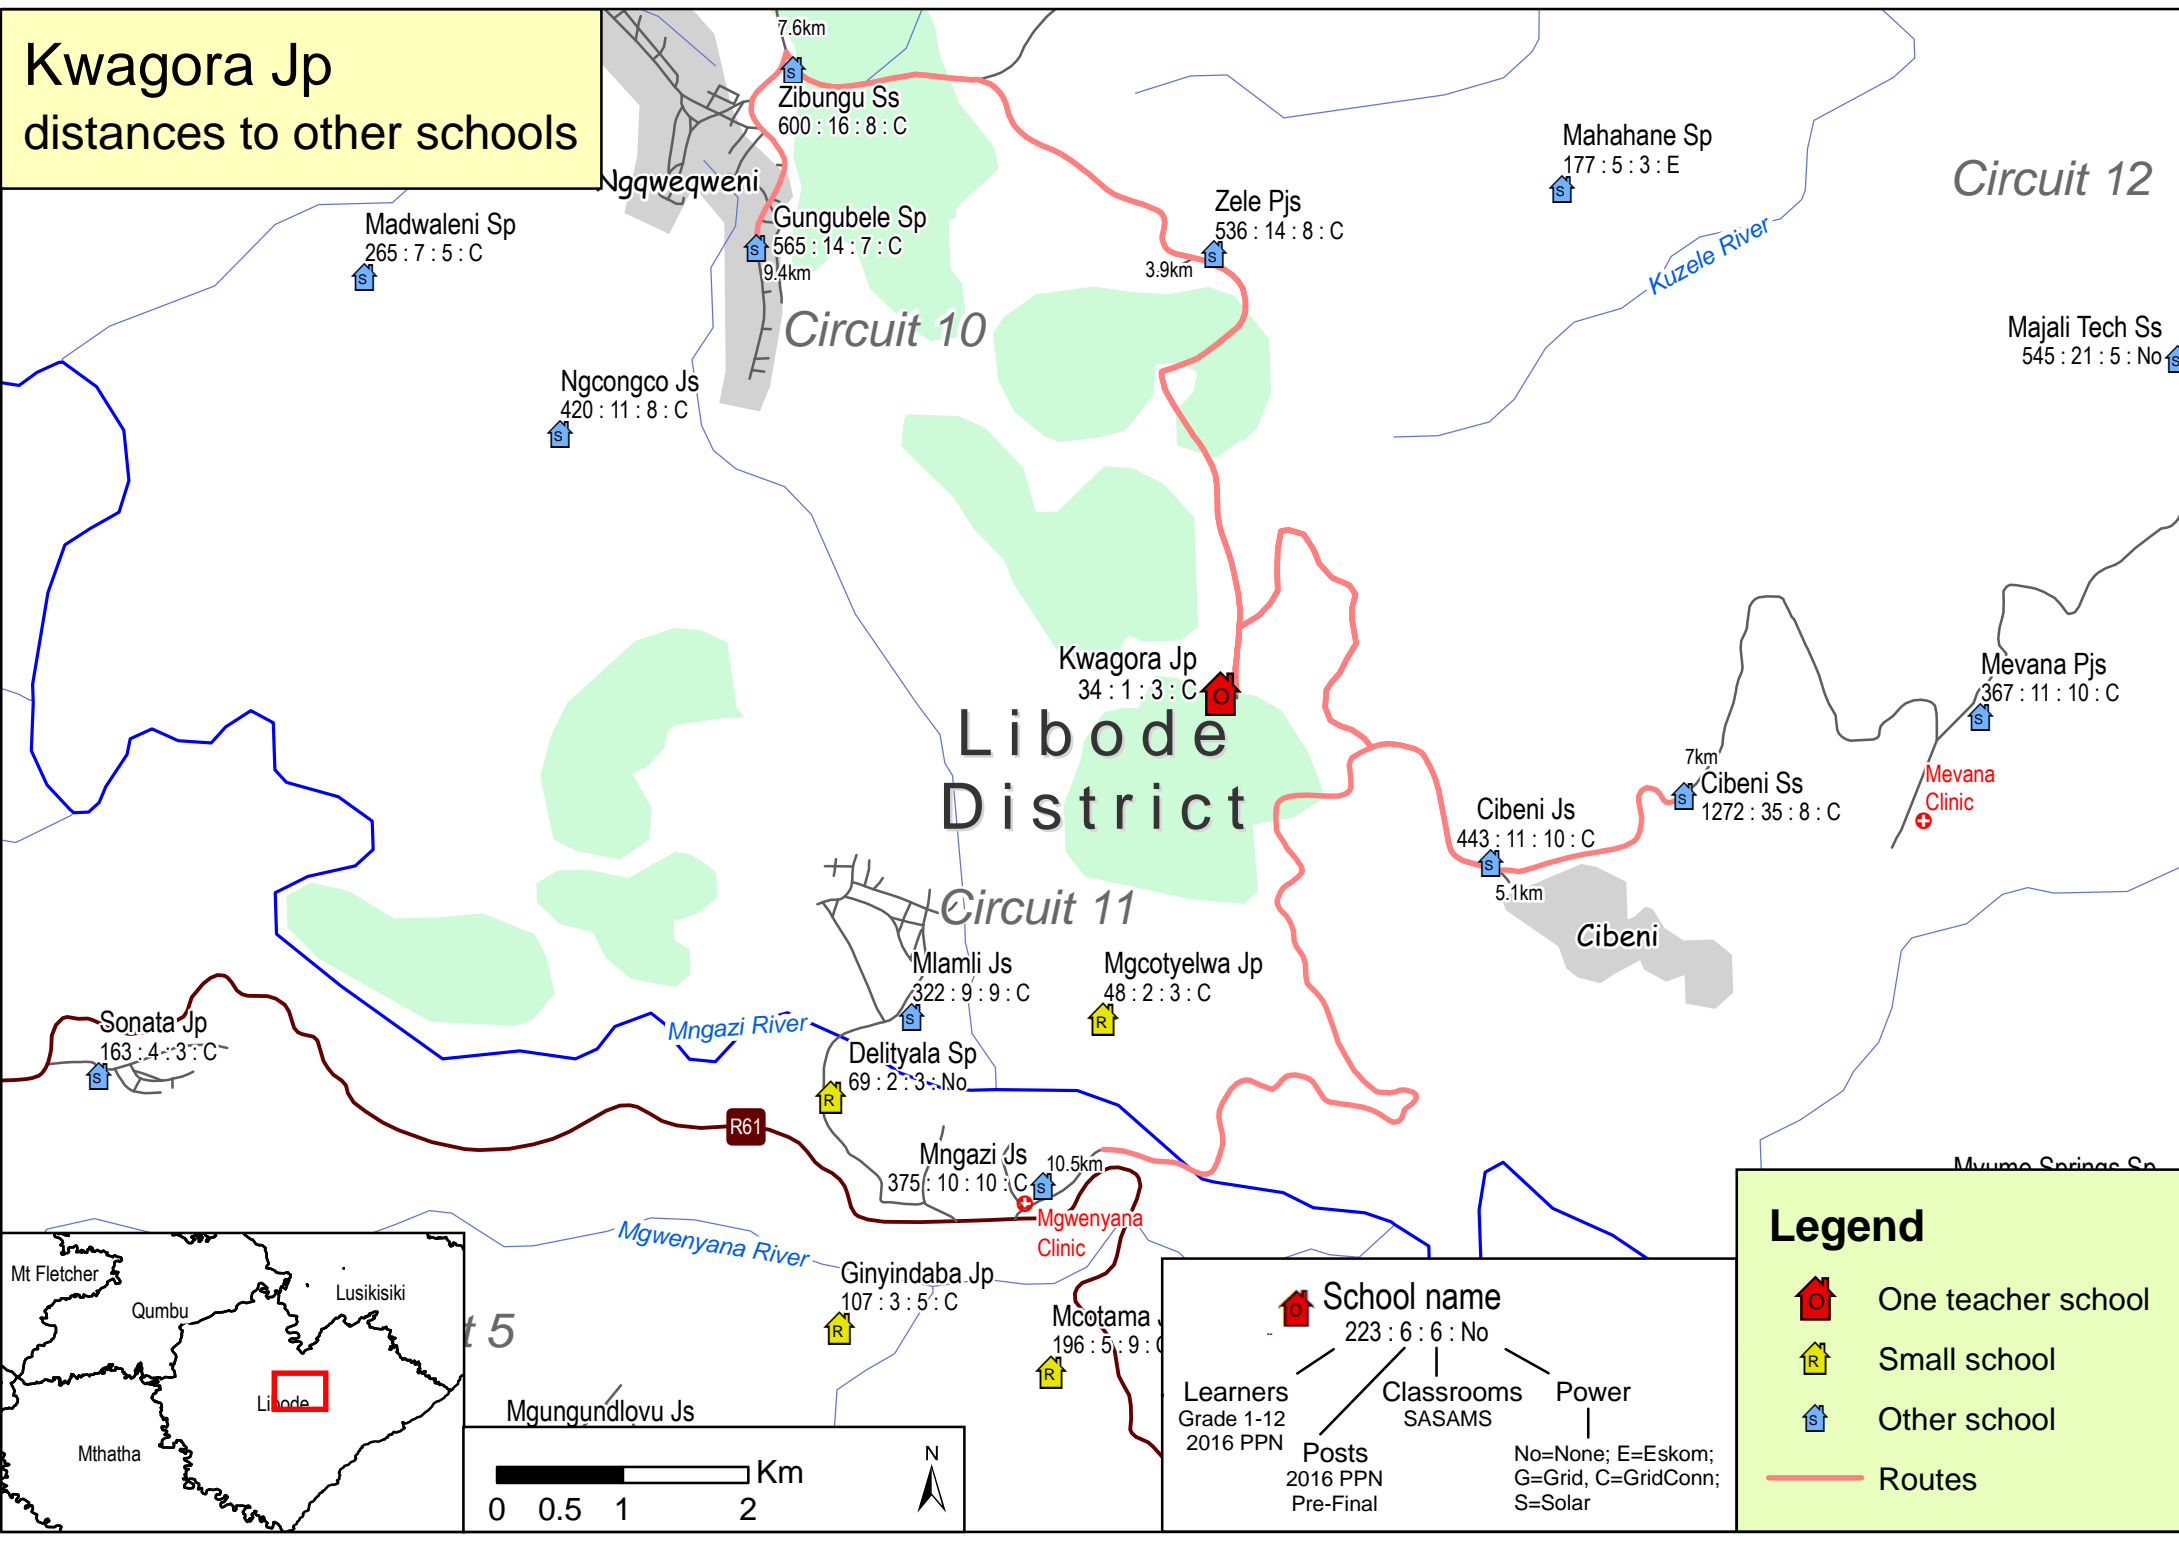 Kwagora Jp
distances to other schools
7.6km
Zibungu Ss
600 : 16 : 8 : C
Mahahane Sp
177 : 5 : 3 : E
Circuit 12
Ngqweqweni
Madwaleni Sp
265 : 7 : 5 : C
Gungubele Sp
565 : 14 : 7 : C
9.4km
Zele Pjs
536 : 14 : 8 : C
3.9km
Kuzele River
Circuit 10
Majali Tech Ss
545 : 21 : 5 : No
Ngcongco Js
420 : 11 : 8 : C
Kwagora Jp
34 : 1 : 3 : C
Libode
District
Mevana Pjs
367 : 11 : 10 : C
7km
Cibeni Ss
1272 : 35 : 8 : C
Mevana
Clinic
Cibeni Js
443 : 11 : 10 : C
5.1km
Cibeni
Circuit 11
Mlamli Js
322 : 9 : 9 : C
Mgcotyelwa Jp
48 : 2 : 3 : C
Sonata Jp
163 : 4 : 3 : C
Mngazi River
Delityala Sp
69 : 2 : 3 : No
R61
Mngazi Js
375 : 10 : 10 : C
10.5km
Mgwenyana
Clinic
Mgwenyana River
Ginyindaba Jp
107 : 3 : 5 : C
Mcotama
196 : 5 : 9 :
t 5
Mgungundlovu Js
Mt Fletcher
Qumbu
Lusikisiki
Libode
Mthatha
Km
0 0.5 1 2
N
School name
223 : 6 : 6 : No
Learners
Grade 1-12
2016 PPN
Posts
2016 PPN
Pre-Final
Classrooms
SASAMS
Power
No=None; E=Eskom;
G=Grid, C=GridConn;
S=Solar
Legend
O One teacher school
R Small school
S Other school
Routes